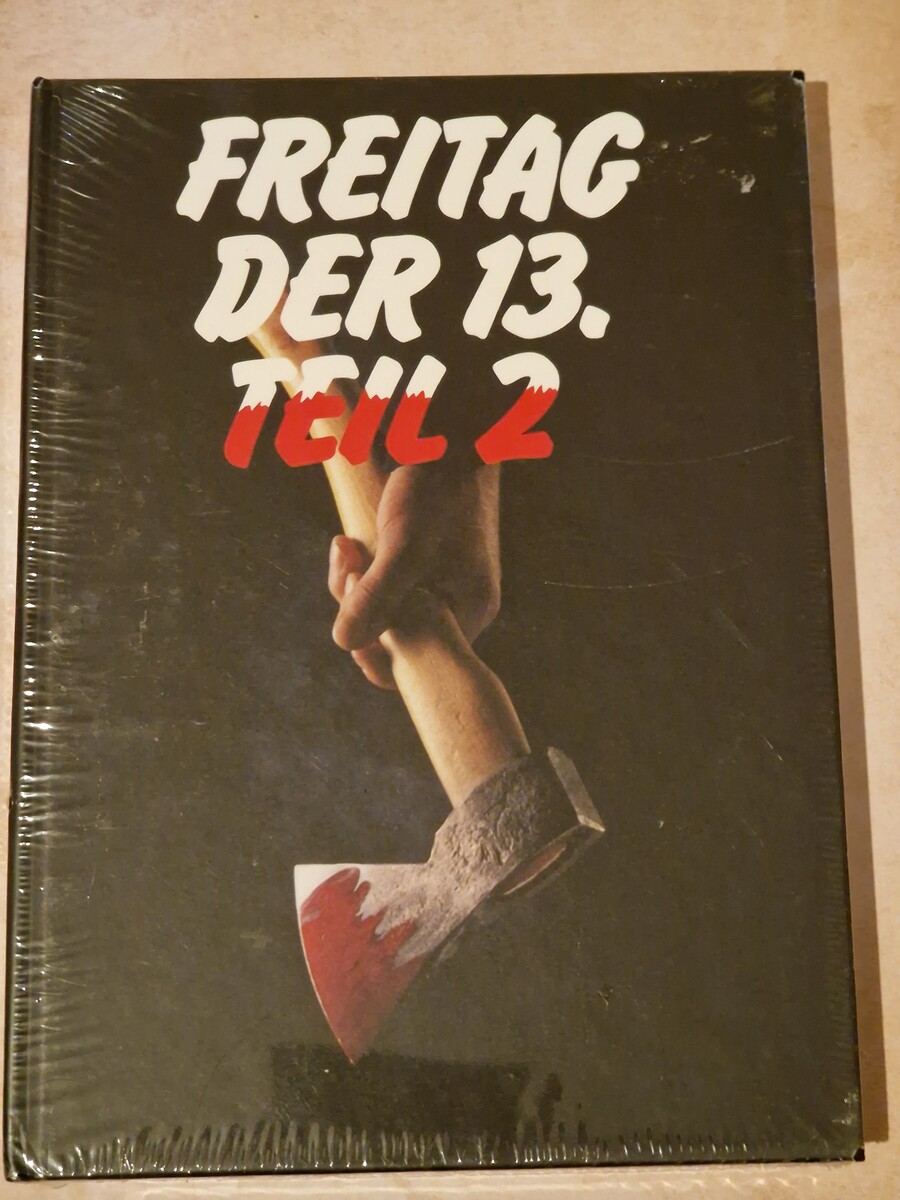 FREITAG
DER 13.
TEIL 2